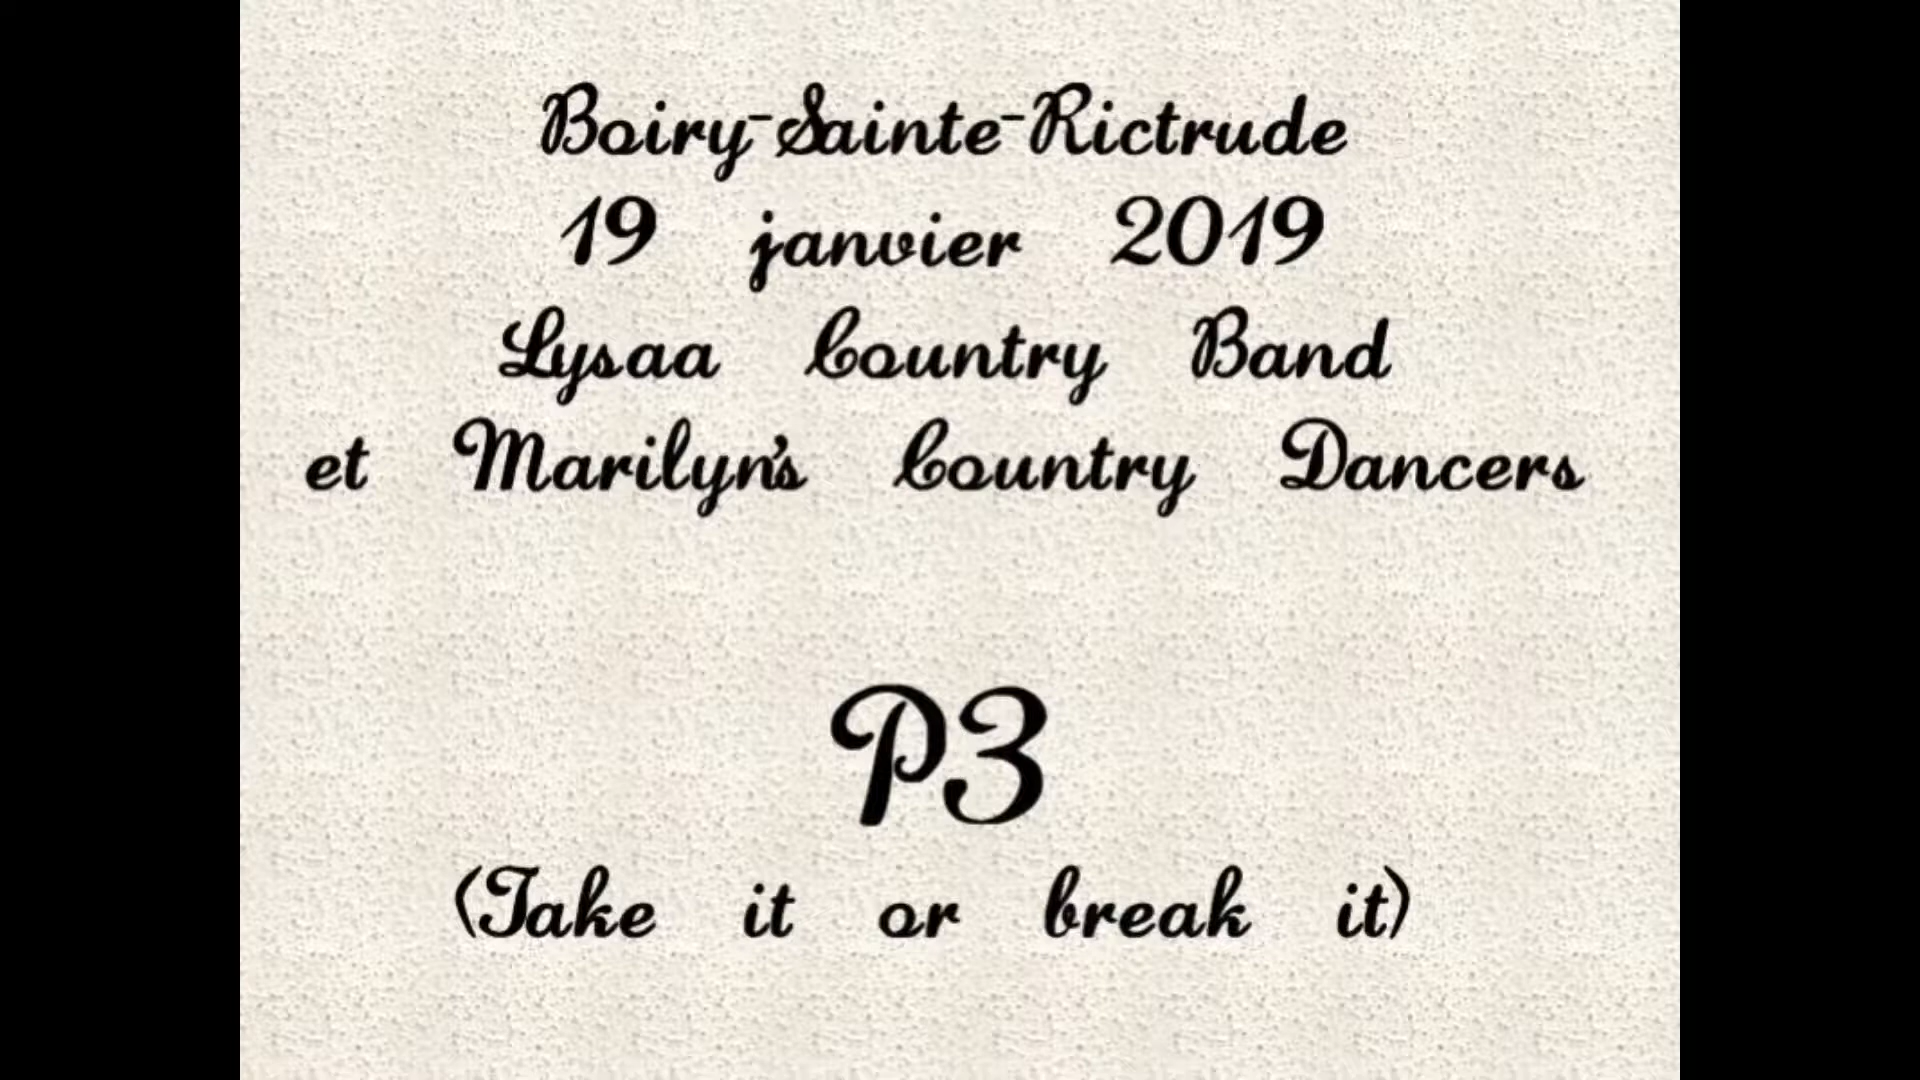 Boiry-Sainte-Rictrude
19 janvier 2019
Lysaa Country Band
et Marilyn's Country Dancers
P3
(Take it or break it)